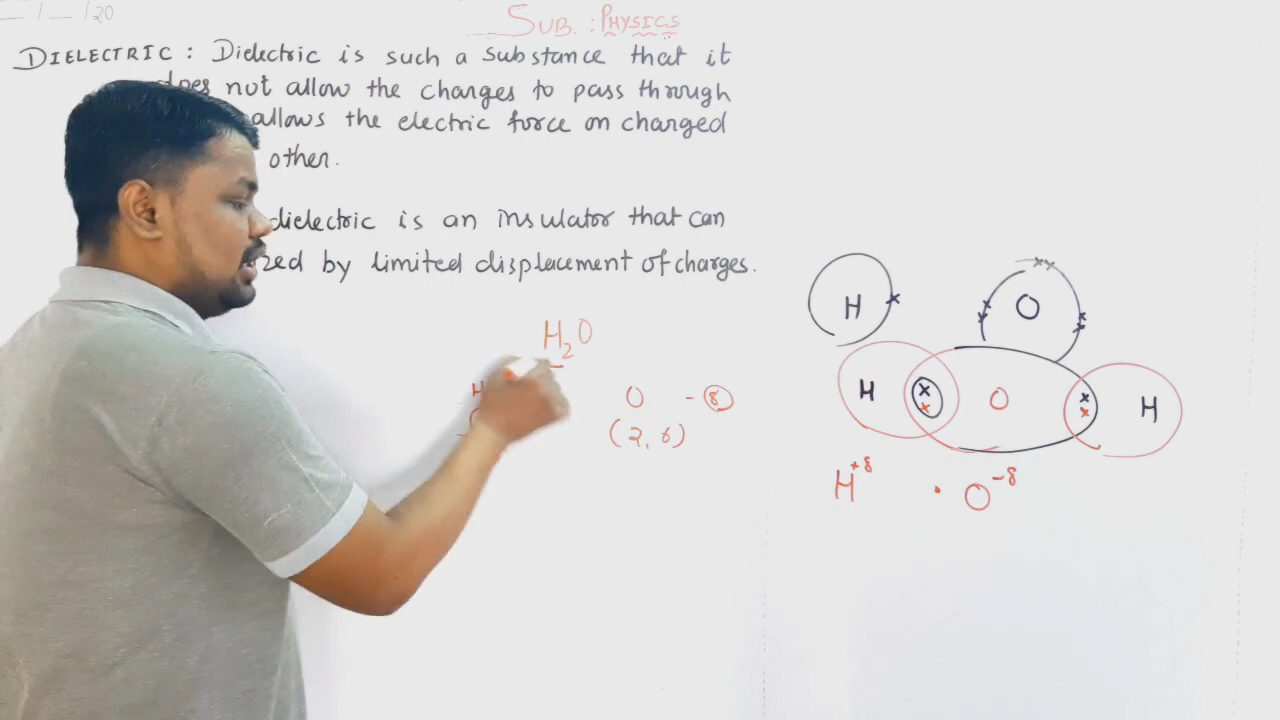 — / — /20
SUB. : PHYSICS
DIELECTRIC : Dielectric is such a substance that it
does not allow the charges to pass through
allows the electric force on charged
other.
dielectric is an insulator that can
by limited displacement of charges.
H2O
H
O - 8
(2, 6)
H O
H O H
H+δ . O-δ